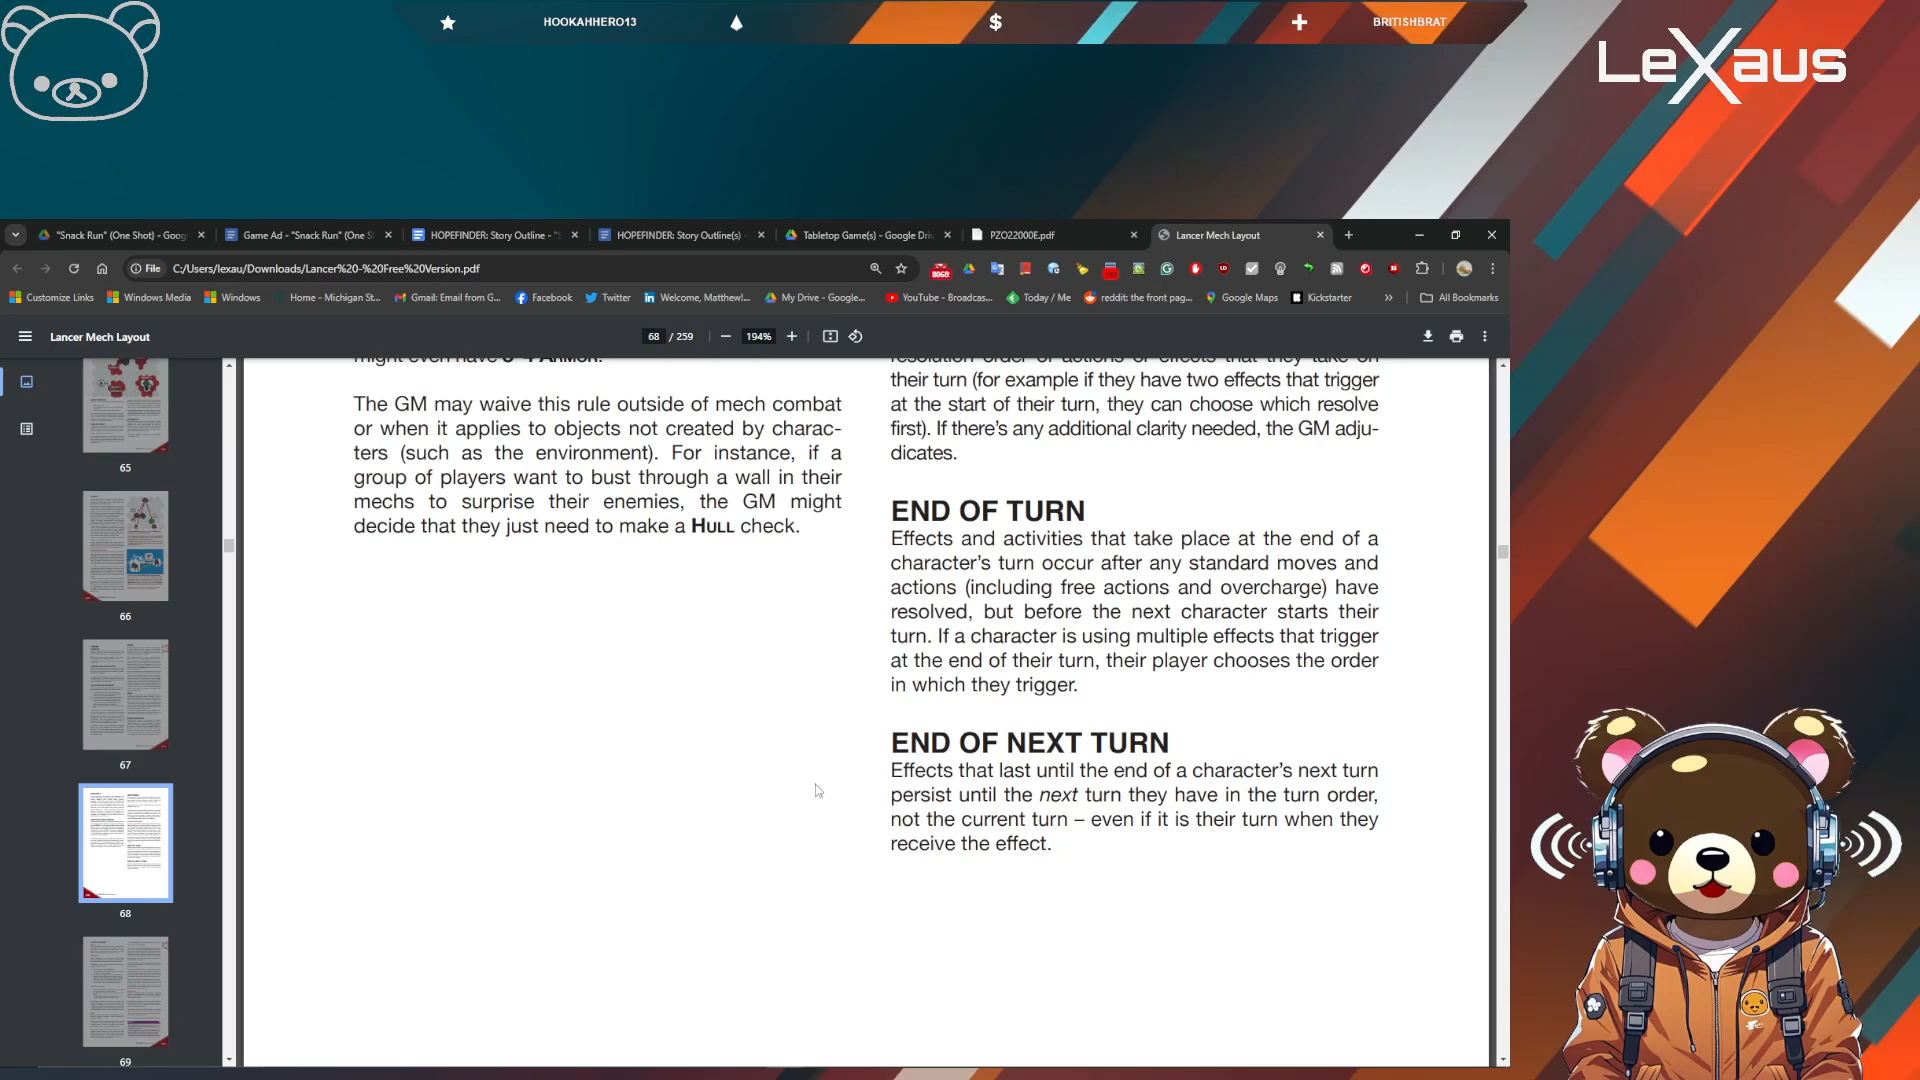 HOOKAHHERO13
$
BRITISHBRAT
LeXaus
"Snack Run" (One Shot) - Goog
Game Ad - "Snack Run" (One S
HOPEFINDER: Story Outline - "S
HOPEFINDER: Story Outline(s)
Tabletop Game(s) - Google Dri
PZO22000E.pdf
Lancer Mech Layout
File
C:/Users/lexau/Downloads/Lancer%20-%20Free%20Version.pdf
8068
Customize Links
Windows Media
Windows
Home - Michigan St...
Gmail: Email from G...
Facebook
Twitter
Welcome, Matthew!...
My Drive - Google...
YouTube - Broadcas...
Today / Me
reddit: the front pag...
Google Maps
Kickstarter
»
All Bookmarks
Lancer Mech Layout
68 / 259
194%
65
66
67
68
69
The GM may waive this rule outside of mech combat
or when it applies to objects not created by charac-
ters (such as the environment). For instance, if a
group of players want to bust through a wall in their
mechs to surprise their enemies, the GM might
decide that they just need to make a HULL check.
resolution order of actions or effects that they take on
their turn (for example if they have two effects that trigger
at the start of their turn, they can choose which resolve
first). If there's any additional clarity needed, the GM adju-
dicates.
END OF TURN
Effects and activities that take place at the end of a
character's turn occur after any standard moves and
actions (including free actions and overcharge) have
resolved, but before the next character starts their
turn. If a character is using multiple effects that trigger
at the end of their turn, their player chooses the order
in which they trigger.
END OF NEXT TURN
Effects that last until the end of a character's next turn
persist until the next turn they have in the turn order,
not the current turn – even if it is their turn when they
receive the effect.